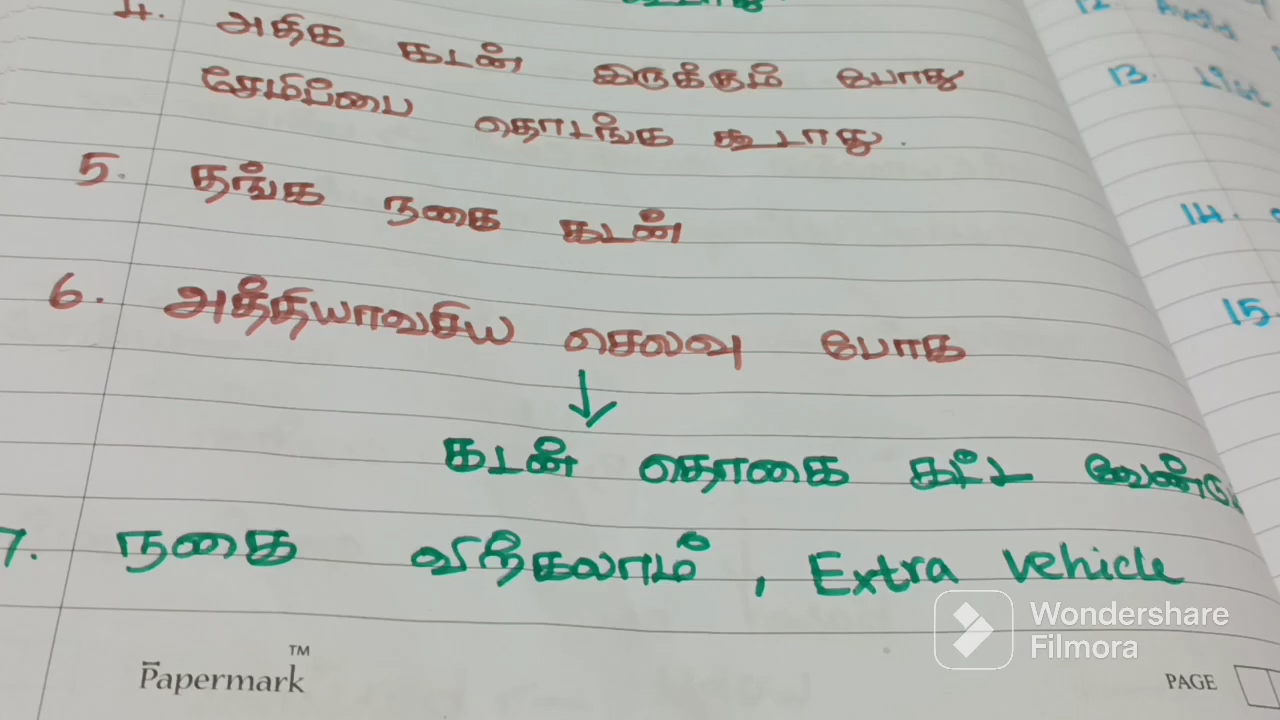 4. அதிக கடன் இருக்கும் போது
சேமிப்பை தொடங்க கூடாது.
5. தங்க நகை கடன்
6. அத்தியாவசிய செலவு போக
↓
கடன் தொகை கட்ட
7. நகை விற்கலாம், Extra vehicle
Papermark™
PAGE
12.
13. List
14.
15.
Wondershare
Filmora